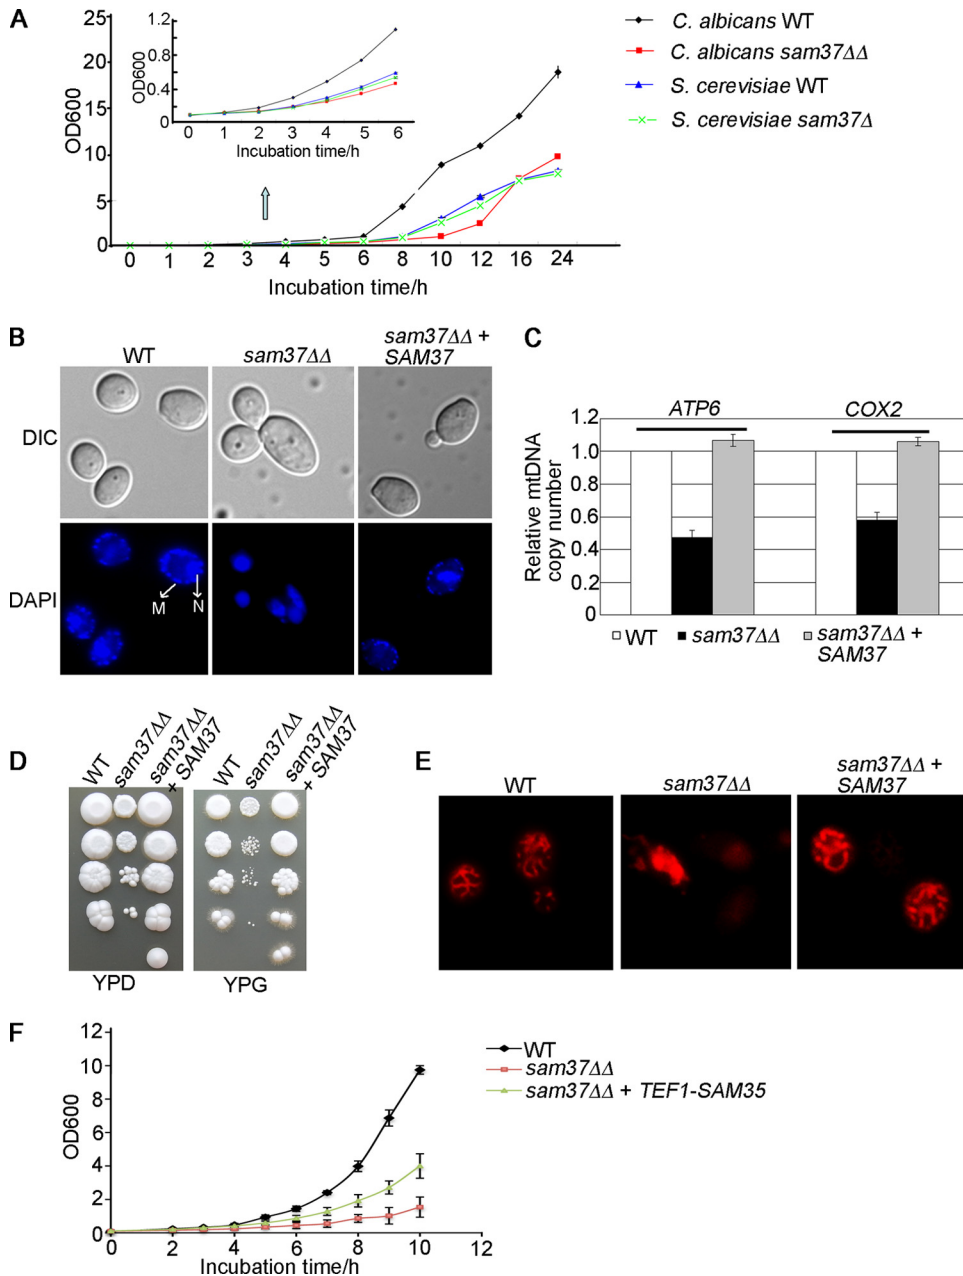 A
25
20
15
10
5
0
OD600
0 1 2 3 4 5 6 8 10 12 16 24
Incubation time/h
1.2
0.8
0.4
0
OD600
0 1 2 3 4 5 6
Incubation time/h
C. albicans WT
C. albicans sam37ΔΔ
S. cerevisiae WT
S. cerevisiae sam37Δ
B
WT
sam37ΔΔ
sam37ΔΔ +
SAM37
DIC
DAPI
M
N
C
ATP6
COX2
1.2
1.0
0.8
0.6
0.4
0.2
0
Relative mtDNA
copy number
WT
sam37ΔΔ
sam37ΔΔ +
SAM37
D
WT
sam37ΔΔ
sam37ΔΔ
+ SAM37
WT
sam37ΔΔ
sam37ΔΔ
+ SAM37
YPD
YPG
E
WT
sam37ΔΔ
sam37ΔΔ +
SAM37
F
12
10
8
6
4
2
0
OD600
0 2 4 6 8 10 12
Incubation time/h
WT
sam37ΔΔ
sam37ΔΔ + TEF1-SAM35